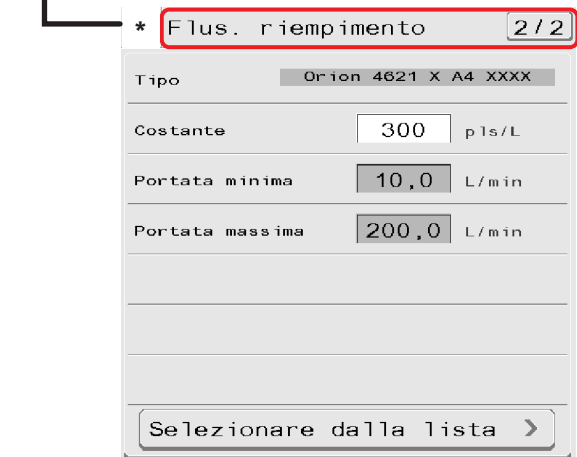 * Flus. riempimento 2/2
Tipo Orion 4621 X A4 XXXX
Costante 300 pls/L
Portata minima 10,0 L/min
Portata massima 200,0 L/min
Selezionare dalla lista >